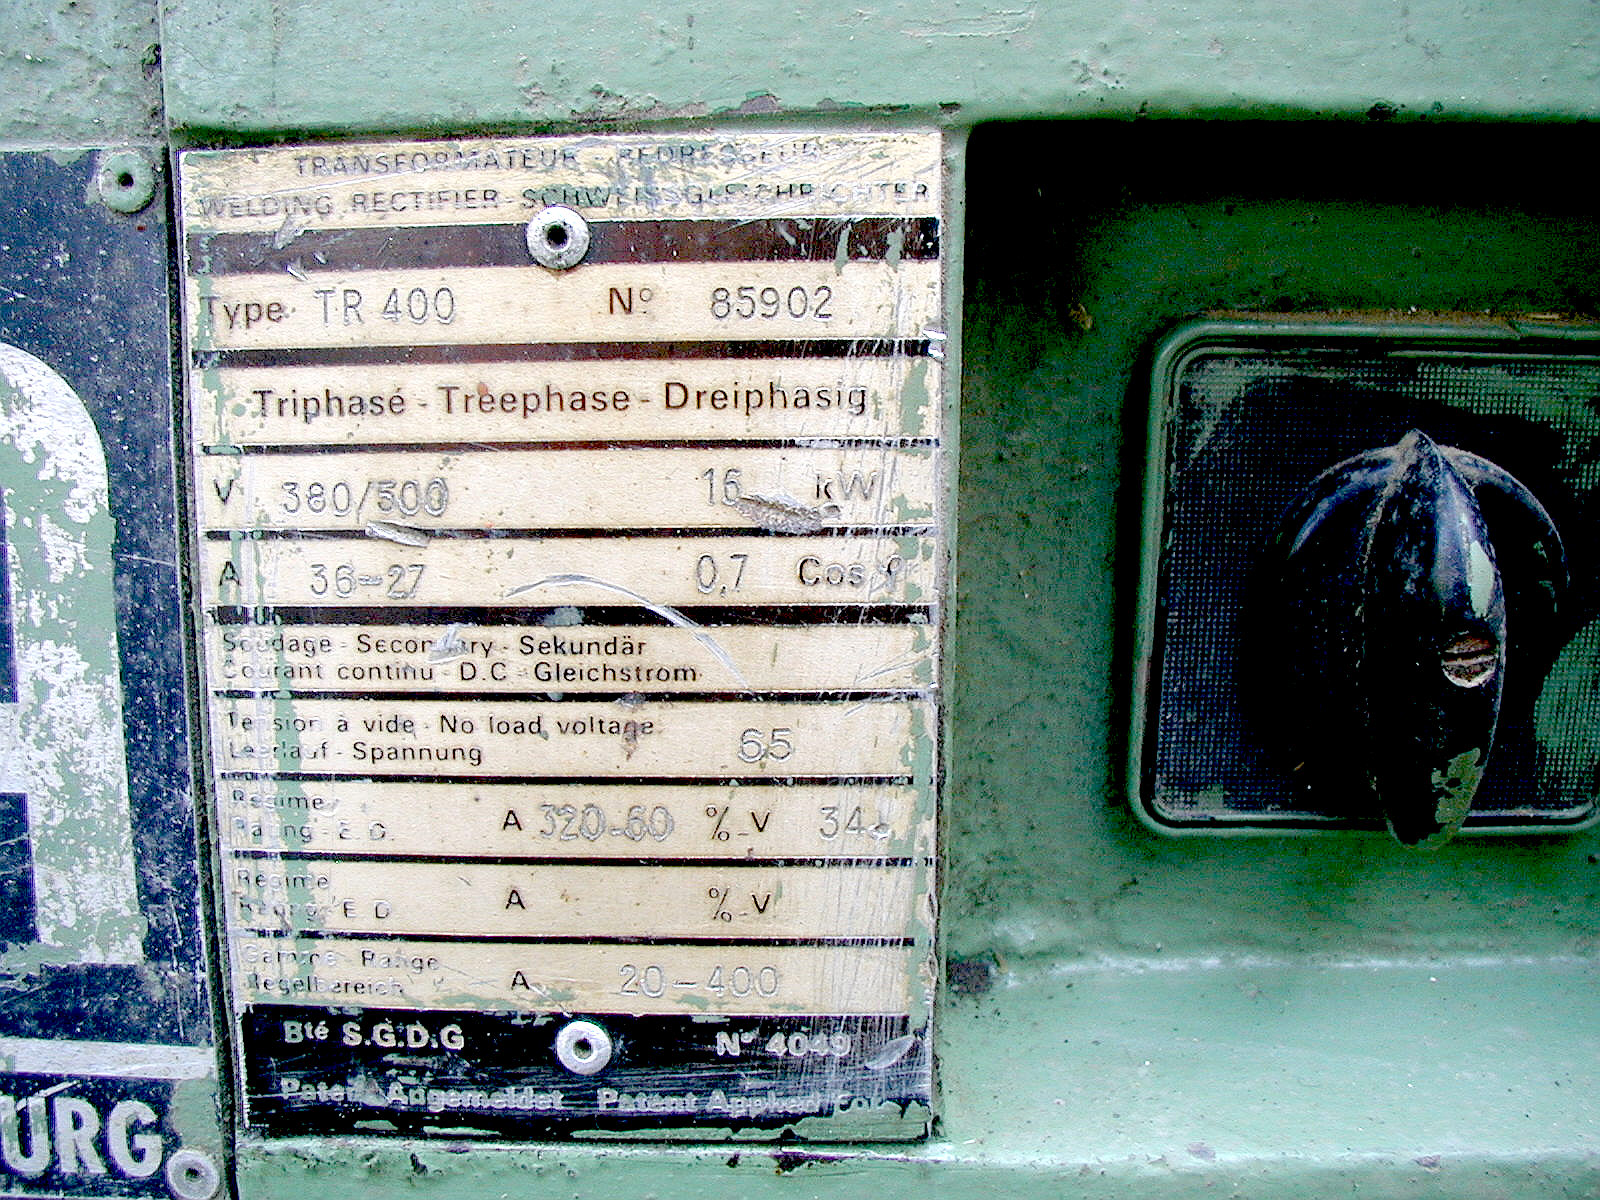 TRANSFORMATEUR - REDRESSEUR
WELDING RECTIFIER - SCHWEISSGLEICHRICHTER
Type TR 400 N° 85902
Triphasé - Treephase - Dreiphasig
V 380/500 16 kW
A 36-27 0,7 Cos φ
Soudage - Secondary - Sekundär
Courant continu - D.C - Gleichstrom
Tension à vide - No load voltage
Leerlauf - Spannung 65
Régime
Rating - E.D. A 320-60 % - V 34
Régime
Rating - E.D. A % - V
Gamme - Range
Regelbereich A 20-400
Bté S.G.D.G N° 4049
Patent Angemeldet Patent Applied For
URG